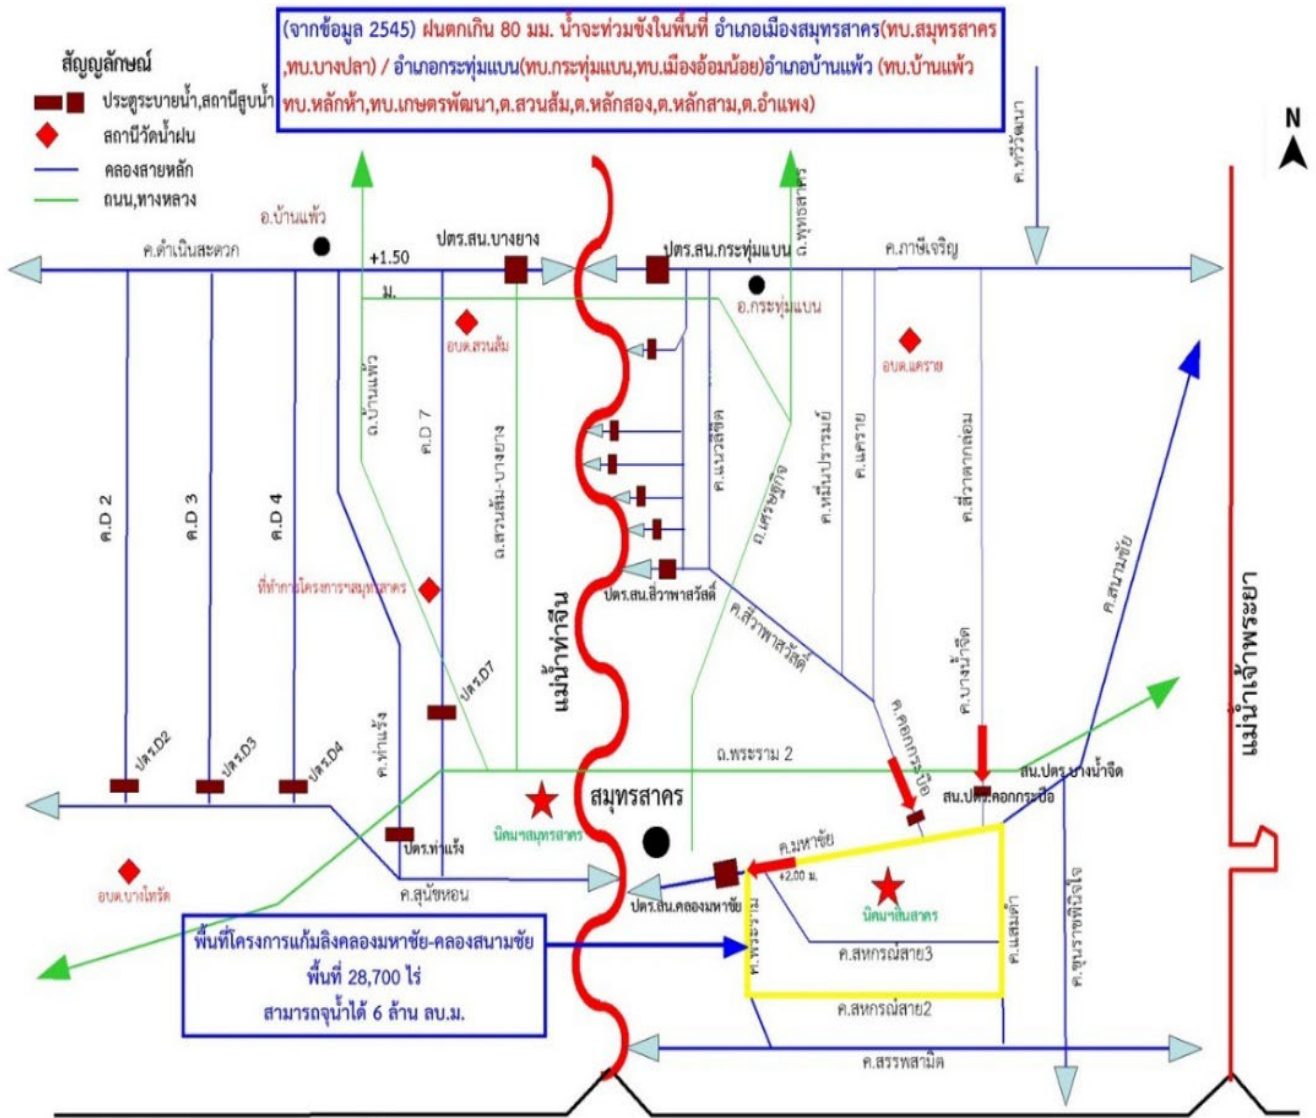 (จากข้อมูล 2545) ฝนตกเกิน 80 มม. น้ำจะท่วมขังในพื้นที่ อำเภอเมืองสมุทรสาคร(ทบ.สมุทรสาคร
,ทบ.บางปลา) / อำเภอกระทุ่มแบน(ทบ.กระทุ่มแบน,ทบ.เมืองอ้อมน้อย)อำเภอบ้านแพ้ว (ทบ.บ้านแพ้ว
ทบ.หลักห้า,ทบ.เกษตรพัฒนา,ต.สวนส้ม,ต.หลักสอง,ต.หลักสาม,ต.อำแพง)
สัญญลักษณ์
ประตูระบายน้ำ,สถานีสูบน้ำ
สถานีวัดน้ำฝน
คลองสายหลัก
ถนน,ทางหลวง
N
ค.ทวีวัฒนา
อ.บ้านแพ้ว
ค.ดำเนินสะดวก
+1.50
ม.
ปตร.สน.บางยาง
ปตร.สน.กระทุ่มแบน
ถ.พุทธสาคร
ค.ภาษีเจริญ
อ.กระทุ่มแบน
อบต.สวนส้ม
อบต.แคราย
ถ.บ้านแพ้ว
ค.D 7
ถ.สวนส้ม-บางยาง
ค.แนวลิขิต
ถ.เศรษฐกิจ
ค.หมื่นปรารมย์
ค.แคราย
ค.สี่วาตากล่อม
ค.D 2
ค.D 3
ค.D 4
ค.สนามชัย
ที่ทำการโครงการฯสมุทรสาคร
ปตร.สน.สี่วาพาสวัสดิ์
ค.สี่วาพาสวัสดิ์
แม่น้ำท่าจีน
แม่น้ำเจ้าพระยา
ค.บางน้ำจืด
ปตร.D7
ค.ท่าแร้ง
ปตร.D2
ปตร.D3
ปตร.D4
ถ.พระราม 2
ค.คอกกระบือ
สน.ปตร.บางน้ำจืด
สน.ปตร.คอกกระบือ
สมุทรสาคร
นิคมฯสมุทรสาคร
ปตร.ท่าแร้ง
ค.มหาชัย
+2.00 ม.
อบต.บางโทรัด
ค.สุนัขหอน
ปตร.สน.คลองมหาชัย
นิคมฯสินสาคร
ค.พระราม
ค.แสมดำ
ค.ขุนราชพินิจใจ
พื้นที่โครงการแก้มลิงคลองมหาชัย-คลองสนามชัย
พื้นที่ 28,700 ไร่
สามารถจุน้ำได้ 6 ล้าน ลบ.ม.
ค.สหกรณ์สาย3
ค.สหกรณ์สาย2
ค.สรรพสามิต